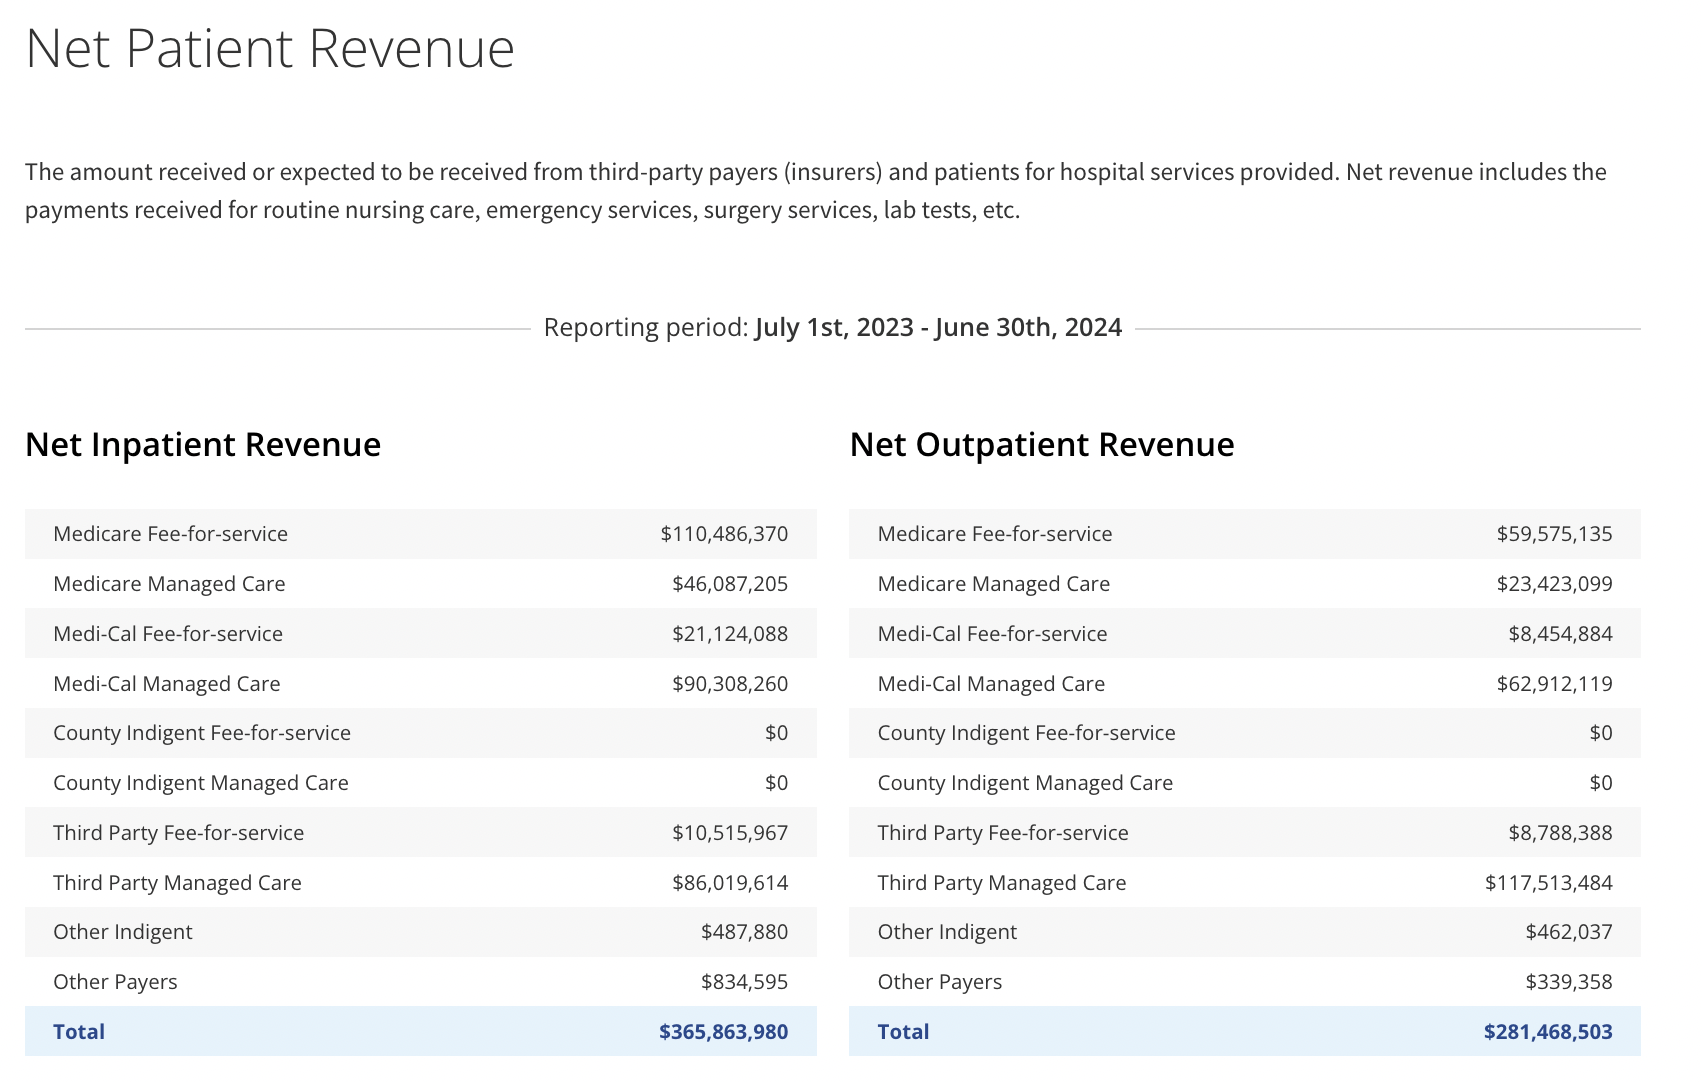 Net Patient Revenue
The amount received or expected to be received from third-party payers (insurers) and patients for hospital services provided. Net revenue includes the
payments received for routine nursing care, emergency services, surgery services, lab tests, etc.
Reporting period: July 1st, 2023 - June 30th, 2024
Net Inpatient Revenue
Medicare Fee-for-service $110,486,370
Medicare Managed Care $46,087,205
Medi-Cal Fee-for-service $21,124,088
Medi-Cal Managed Care $90,308,260
County Indigent Fee-for-service $0
County Indigent Managed Care $0
Third Party Fee-for-service $10,515,967
Third Party Managed Care $86,019,614
Other Indigent $487,880
Other Payers $834,595
Total $365,863,980
Net Outpatient Revenue
Medicare Fee-for-service $59,575,135
Medicare Managed Care $23,423,099
Medi-Cal Fee-for-service $8,454,884
Medi-Cal Managed Care $62,912,119
County Indigent Fee-for-service $0
County Indigent Managed Care $0
Third Party Fee-for-service $8,788,388
Third Party Managed Care $117,513,484
Other Indigent $462,037
Other Payers $339,358
Total $281,468,503